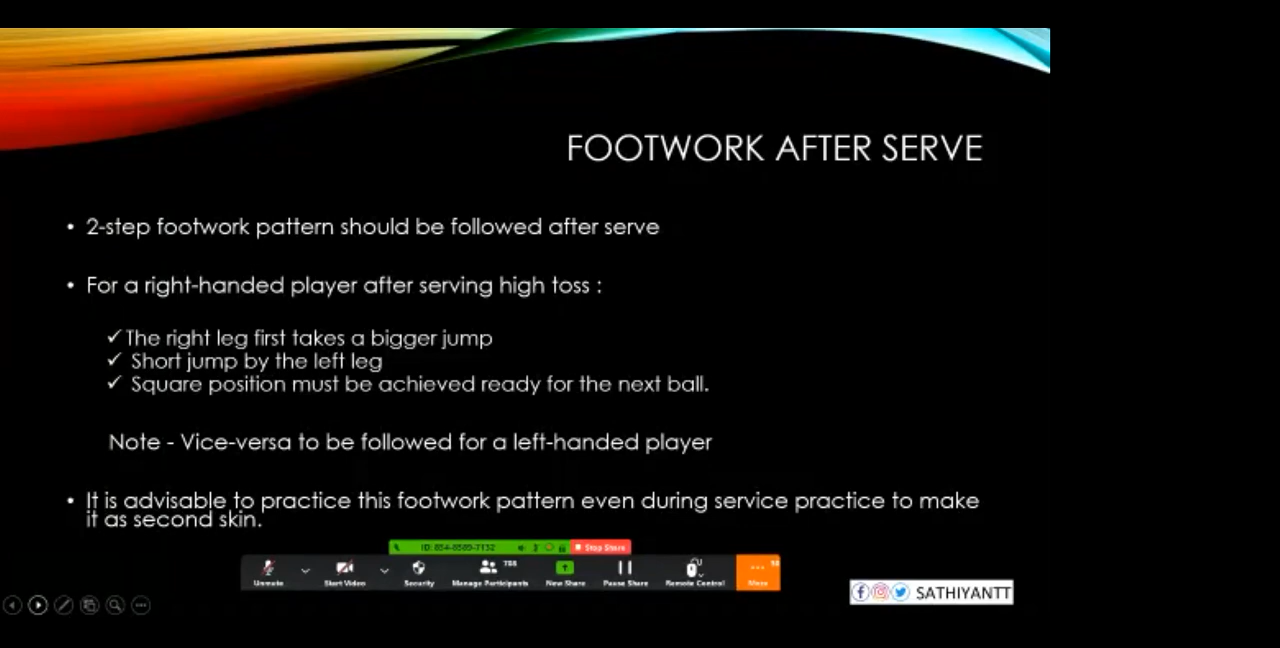 FOOTWORK AFTER SERVE
• 2-step footwork pattern should be followed after serve
• For a right-handed player after serving high toss :
✓The right leg first takes a bigger jump
✓ Short jump by the left leg
✓ Square position must be achieved ready for the next ball.
Note - Vice-versa to be followed for a left-handed player
• It is advisable to practice this footwork pattern even during service practice to make
it as second skin.
Stop Share
Unmute Start Video Security Manage Participants New Share Pause Share Remote Control More
SATHIYANTT